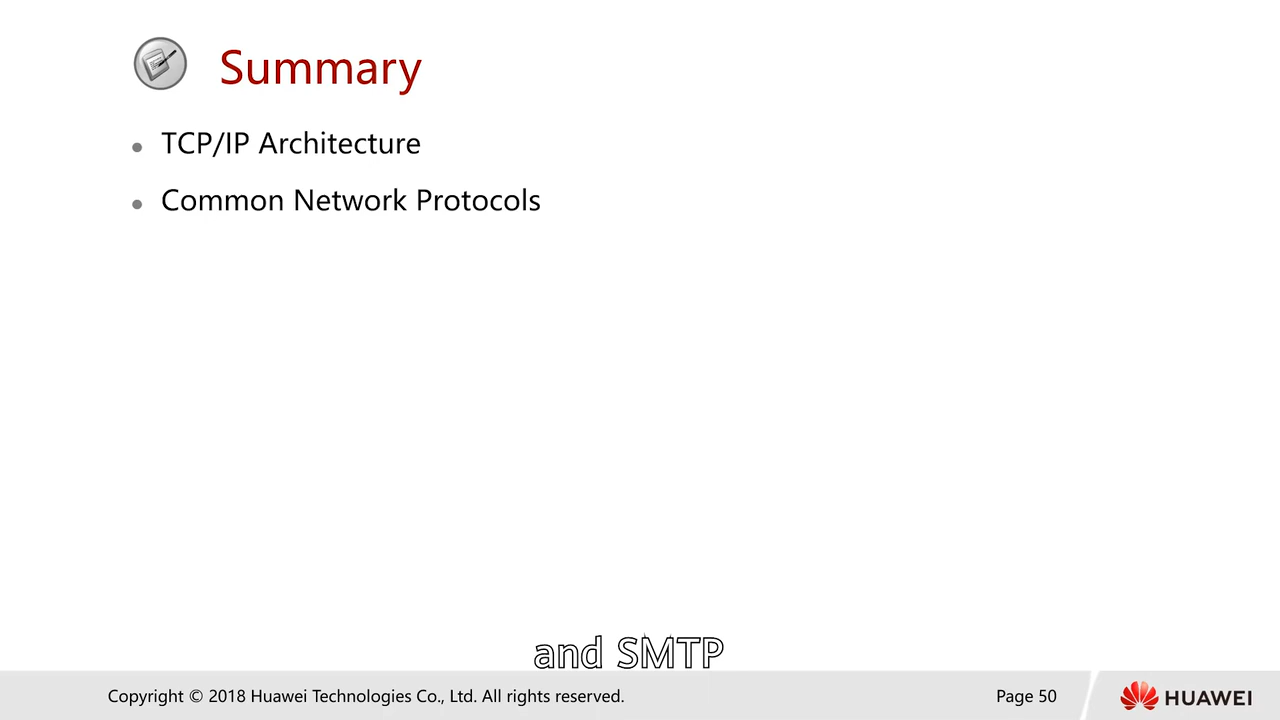 Summary
• TCP/IP Architecture
• Common Network Protocols
and SMTP
Copyright © 2018 Huawei Technologies Co., Ltd. All rights reserved.
Page 50
HUAWEI